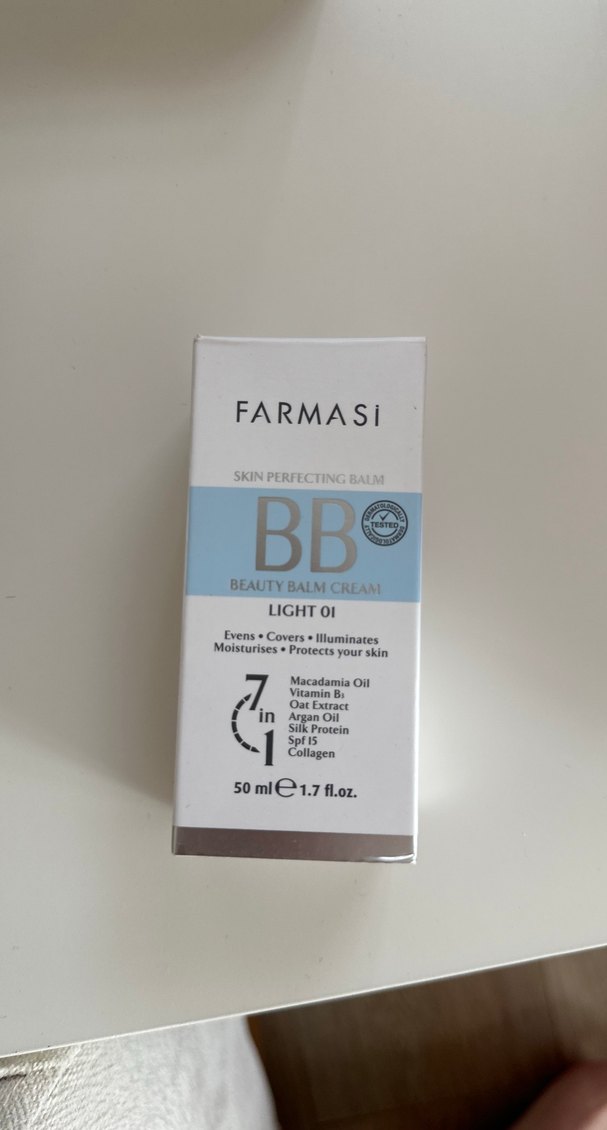 FARMASi
SKIN PERFECTING BALM
BB
DERMATOLOGICALLY
TESTED
DERMATOLOGICALLY
BEAUTY BALM CREAM
LIGHT 01
Evens • Covers • Illuminates
Moisturises • Protects your skin
7 in 1
Macadamia Oil
Vitamin B₃
Oat Extract
Argan Oil
Silk Protein
Spf 15
Collagen
50 ml ℮ 1.7 fl.oz.